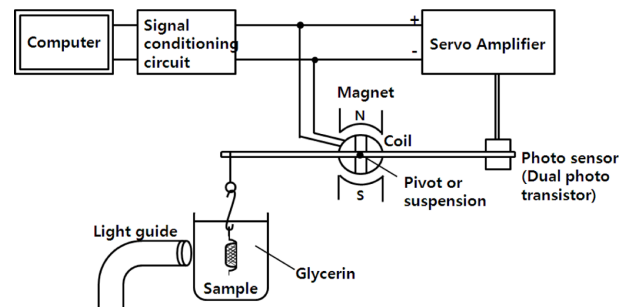 Computer
Signal
conditioning
circuit
+
-
Servo Amplifier
Magnet
N
Coil
S
Pivot or
suspension
Photo sensor
(Dual photo
transistor)
Light guide
Glycerin
Sample